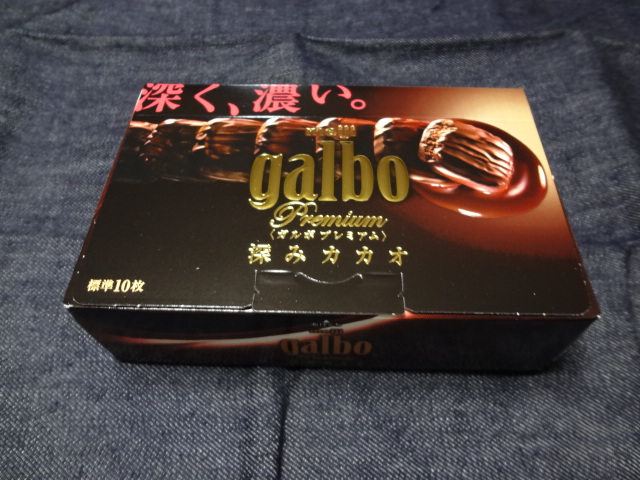 深く、濃い。
meiji
galbo
Premium
〈ガルボプレミアム〉
深みカカオ
標準10枚
galbo